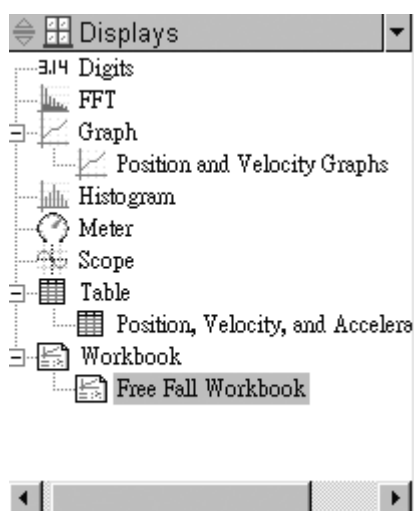 Displays
3.14 Digits
FFT
Graph
Position and Velocity Graphs
Histogram
Meter
Scope
Table
Position, Velocity, and Accelera
Workbook
Free Fall Workbook